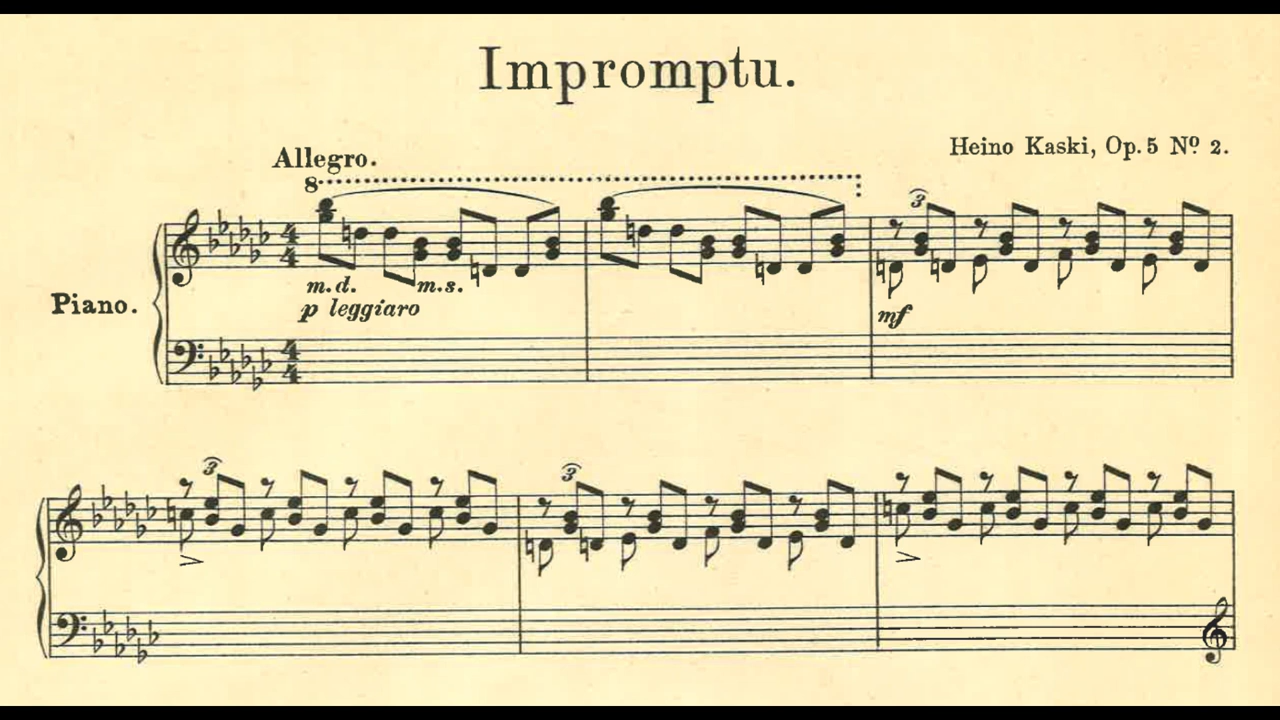 Impromptu.
Heino Kaski, Op. 5 Nº 2.
Allegro.
8
3
m.d. m.s.
Piano.
p leggiaro
mf
3
3